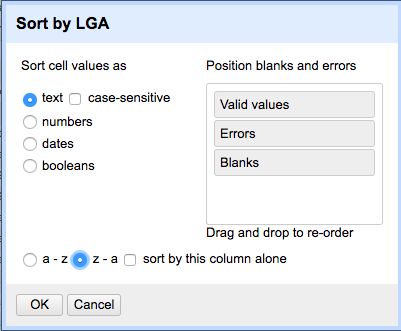 Sort by LGA
Sort cell values as
Position blanks and errors
text case-sensitive
numbers
dates
booleans
Valid values
Errors
Blanks
Drag and drop to re-order
a - z z - a sort by this column alone
OK Cancel